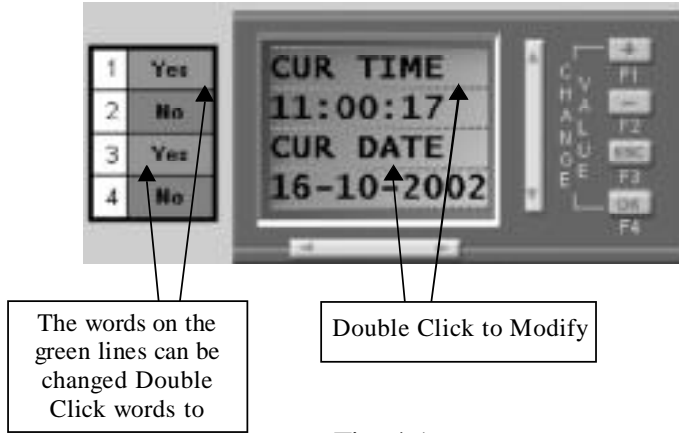 1 Yes
2 No
3 Yes
4 No
CUR TIME
11:00:17
CUR DATE
16-10-2002
CHANGE
VALUE
+
F1
-
F2
ESC
F3
OK
F4
The words on the
green lines can be
changed Double
Click words to
Double Click to Modify